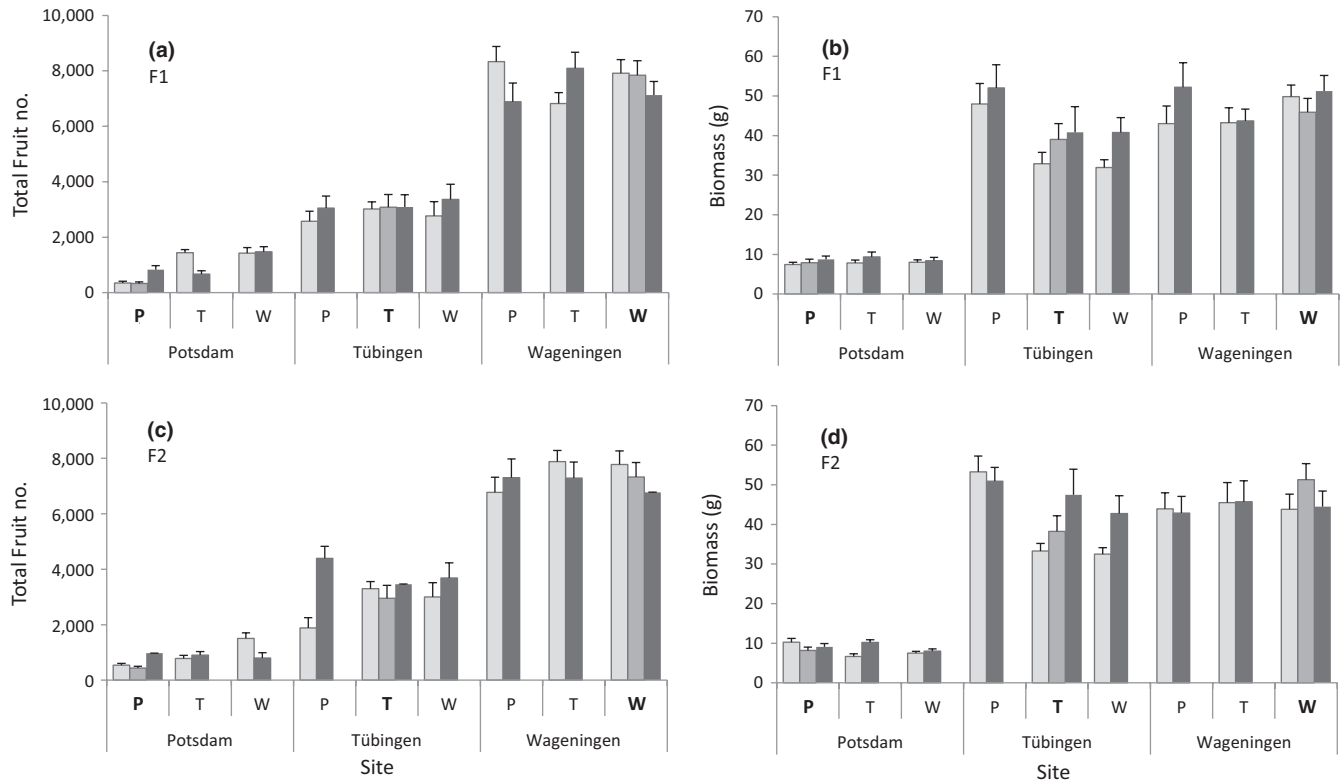 (a)
F1
Total Fruit no.
10,000
8,000
6,000
4,000
2,000
0
P T W P T W P T W
Potsdam Tübingen Wageningen
(b)
F1
Biomass (g)
70
60
50
40
30
20
10
0
P T W P T W P T W
Potsdam Tübingen Wageningen
(c)
F2
Total Fruit no.
10,000
8,000
6,000
4,000
2,000
0
P T W P T W P T W
Potsdam Tübingen Wageningen
Site
(d)
F2
Biomass (g)
70
60
50
40
30
20
10
0
P T W P T W P T W
Potsdam Tübingen Wageningen
Site